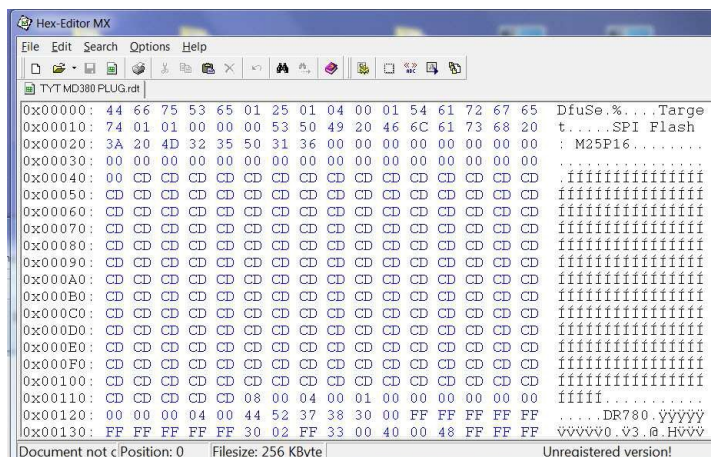 Hex-Editor MX
File Edit Search Options Help
TYT MD380 PLUG.rdt
0x00000: 44 66 75 53 65 01 25 01 04 00 01 54 61 72 67 65 DfuSe.%....Targe
0x00010: 74 01 01 00 00 00 53 50 49 20 46 6C 61 73 68 20 t.....SPI Flash
0x00020: 3A 20 4D 32 35 50 31 36 00 00 00 00 00 00 00 00 : M25P16........
0x00030: 00 00 00 00 00 00 00 00 00 00 00 00 00 00 00 00 ................
0x00040: 00 CD CD CD CD CD CD CD CD CD CD CD CD CD CD CD .ÍÍÍÍÍÍÍÍÍÍÍÍÍÍÍ
0x00050: CD CD CD CD CD CD CD CD CD CD CD CD CD CD CD CD ÍÍÍÍÍÍÍÍÍÍÍÍÍÍÍÍ
0x00060: CD CD CD CD CD CD CD CD CD CD CD CD CD CD CD CD ÍÍÍÍÍÍÍÍÍÍÍÍÍÍÍÍ
0x00070: CD CD CD CD CD CD CD CD CD CD CD CD CD CD CD CD ÍÍÍÍÍÍÍÍÍÍÍÍÍÍÍÍ
0x00080: CD CD CD CD CD CD CD CD CD CD CD CD CD CD CD CD ÍÍÍÍÍÍÍÍÍÍÍÍÍÍÍÍ
0x00090: CD CD CD CD CD CD CD CD CD CD CD CD CD CD CD CD ÍÍÍÍÍÍÍÍÍÍÍÍÍÍÍÍ
0x000A0: CD CD CD CD CD CD CD CD CD CD CD CD CD CD CD CD ÍÍÍÍÍÍÍÍÍÍÍÍÍÍÍÍ
0x000B0: CD CD CD CD CD CD CD CD CD CD CD CD CD CD CD CD ÍÍÍÍÍÍÍÍÍÍÍÍÍÍÍÍ
0x000C0: CD CD CD CD CD CD CD CD CD CD CD CD CD CD CD CD ÍÍÍÍÍÍÍÍÍÍÍÍÍÍÍÍ
0x000D0: CD CD CD CD CD CD CD CD CD CD CD CD CD CD CD CD ÍÍÍÍÍÍÍÍÍÍÍÍÍÍÍÍ
0x000E0: CD CD CD CD CD CD CD CD CD CD CD CD CD CD CD CD ÍÍÍÍÍÍÍÍÍÍÍÍÍÍÍÍ
0x000F0: CD CD CD CD CD CD CD CD CD CD CD CD CD CD CD CD ÍÍÍÍÍÍÍÍÍÍÍÍÍÍÍÍ
0x00100: CD CD CD CD CD CD CD CD CD CD CD CD CD CD CD CD ÍÍÍÍÍÍÍÍÍÍÍÍÍÍÍÍ
0x00110: CD CD CD CD CD 08 00 04 00 01 00 00 00 00 00 00 ÍÍÍÍÍ...........
0x00120: 00 00 00 04 00 44 52 37 38 30 00 FF FF FF FF FF .....DR780.ÿÿÿÿÿ
0x00130: FF FF FF FF FF 30 02 FF 33 00 40 00 48 FF FF FF ÿÿÿÿÿ0.ÿ3.@.Hÿÿÿ
Document not c Position: 0 Filesize: 256 KByte Unregistered version!